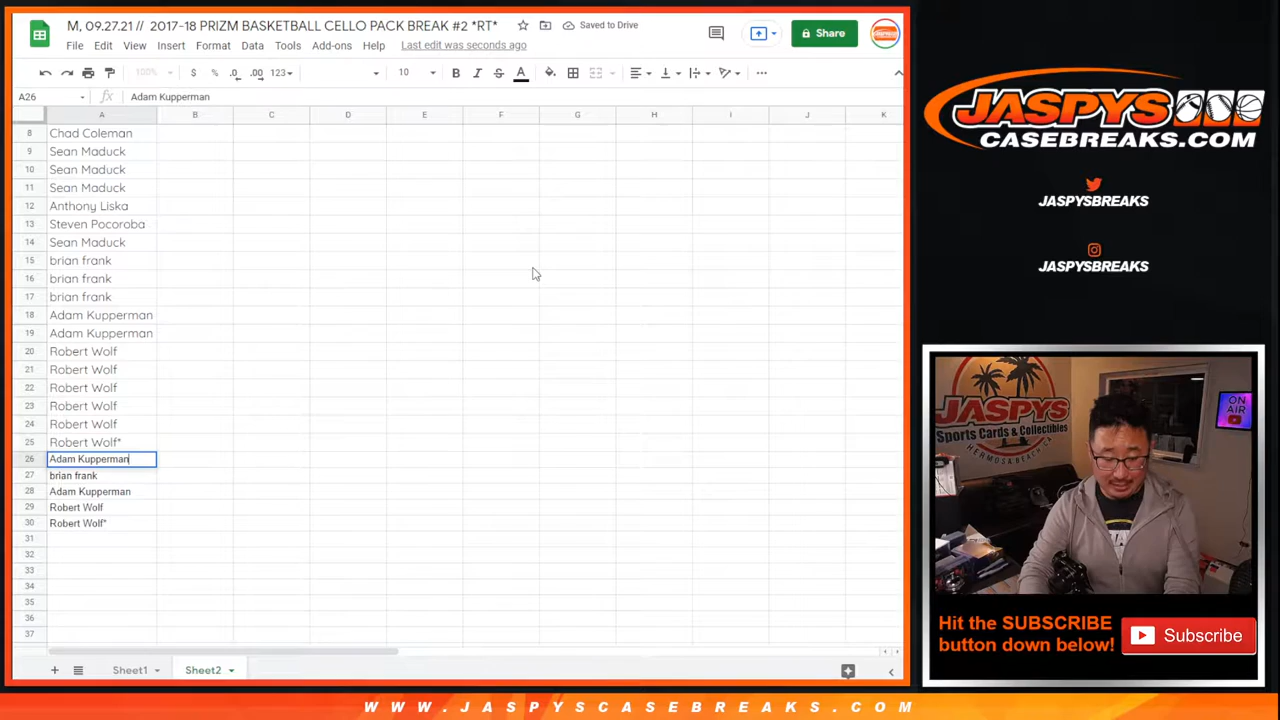 M, 09.27.21 // 2017-18 PRIZM BASKETBALL CELLO PACK BREAK #2 *RT*
Saved to Drive
File Edit View Insert Format Data Tools Add-ons Help Last edit was seconds ago
Share
100% $ % .0 .00 123 10 B I S A
A26 fx Adam Kupperman
A B C D E F G H I J K
8 Chad Coleman
9 Sean Maduck
10 Sean Maduck
11 Sean Maduck
12 Anthony Liska
13 Steven Pocoroba
14 Sean Maduck
15 brian frank
16 brian frank
17 brian frank
18 Adam Kupperman
19 Adam Kupperman
20 Robert Wolf
21 Robert Wolf
22 Robert Wolf
23 Robert Wolf
24 Robert Wolf
25 Robert Wolf*
26 Adam Kupperman
27 brian frank
28 Adam Kupperman
29 Robert Wolf
30 Robert Wolf*
31
32
33
34
35
36
37
+ Sheet1 Sheet2
JASPYS
CASEBREAKS.COM
JASPYSBREAKS
JASPYSBREAKS
JASPYS
Sports Cards & Collectibles
HERMOSA BEACH, CA
ON
AIR
Hit the SUBSCRIBE
button down below!
Subscribe
WWW.JASPYSCASEBREAKS.COM